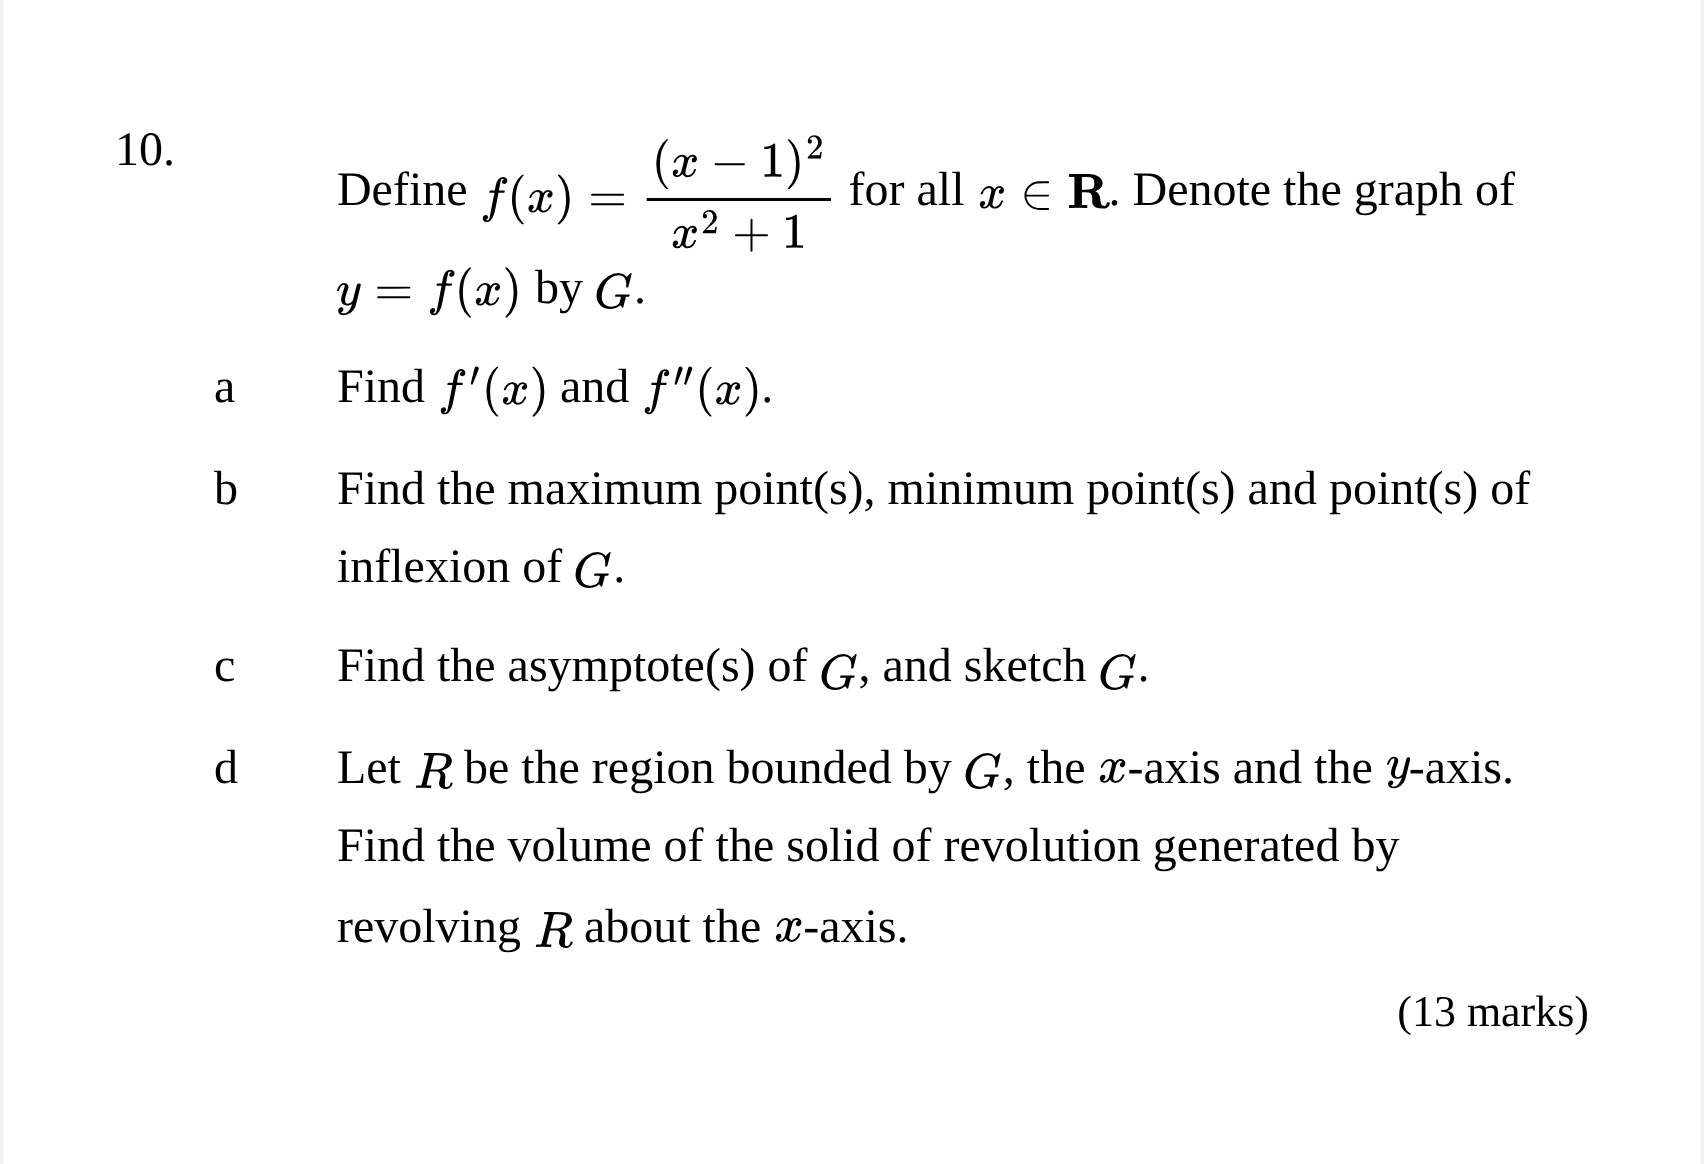 10.
Define f(x) = (x − 1)² / (x² + 1) for all x ∈ R. Denote the graph of
y = f(x) by G.
a Find f′(x) and f″(x).
b Find the maximum point(s), minimum point(s) and point(s) of
inflexion of G.
c Find the asymptote(s) of G, and sketch G.
d Let R be the region bounded by G, the x-axis and the y-axis.
Find the volume of the solid of revolution generated by
revolving R about the x-axis.
(13 marks)